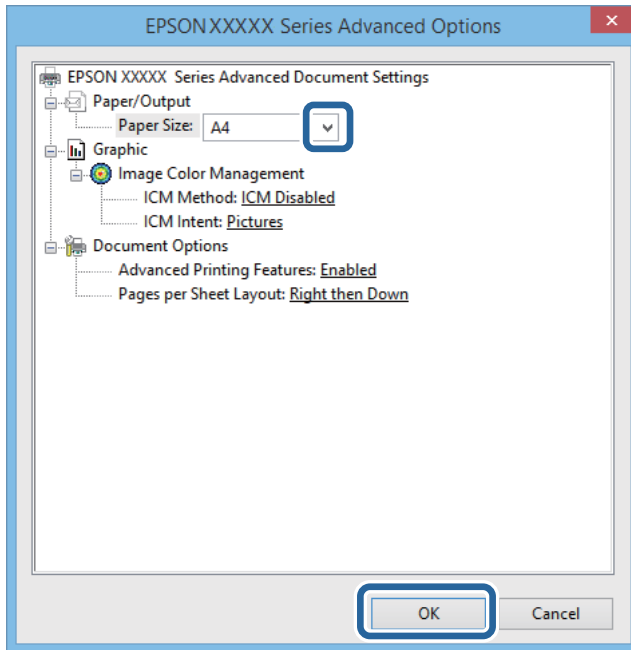 EPSON XXXXX Series Advanced Options
EPSON XXXXX Series Advanced Document Settings
Paper/Output
Paper Size: A4
Graphic
Image Color Management
ICM Method: ICM Disabled
ICM Intent: Pictures
Document Options
Advanced Printing Features: Enabled
Pages per Sheet Layout: Right then Down
OK Cancel